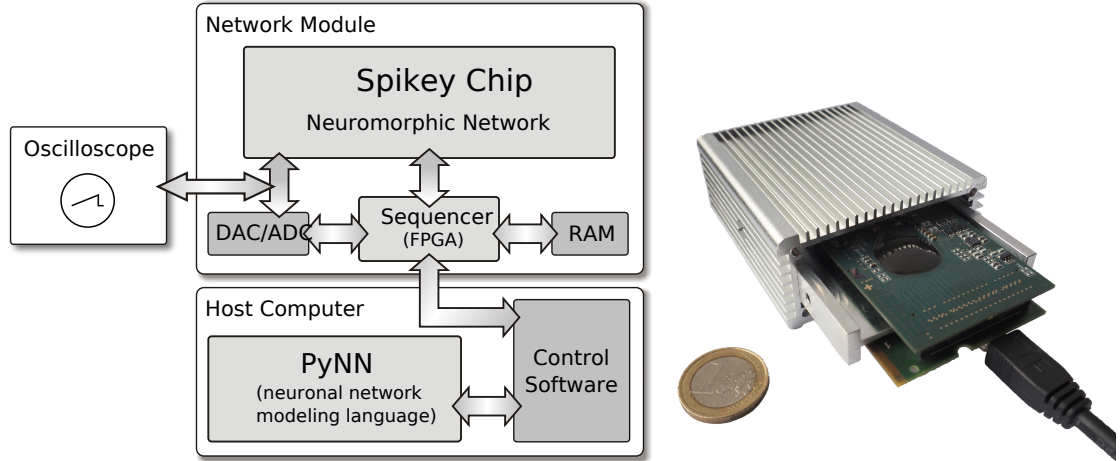 Network Module
Spikey Chip
Neuromorphic Network
Oscilloscope
DAC/ADC
Sequencer
(FPGA)
RAM
Host Computer
PyNN
(neuronal network
modeling language)
Control
Software